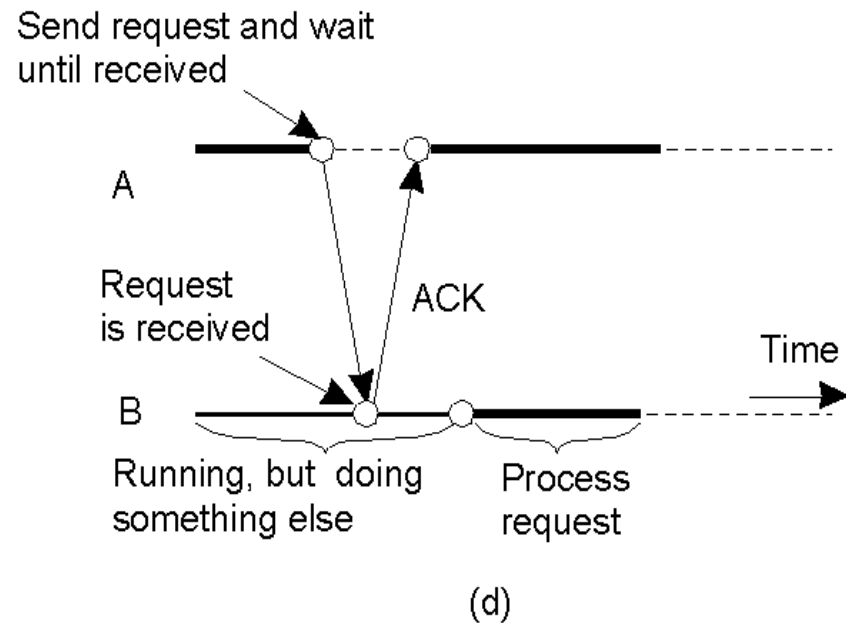 Send request and wait
until received
A
Request
is received
ACK
Time
B
Running, but doing
something else
Process
request
(d)